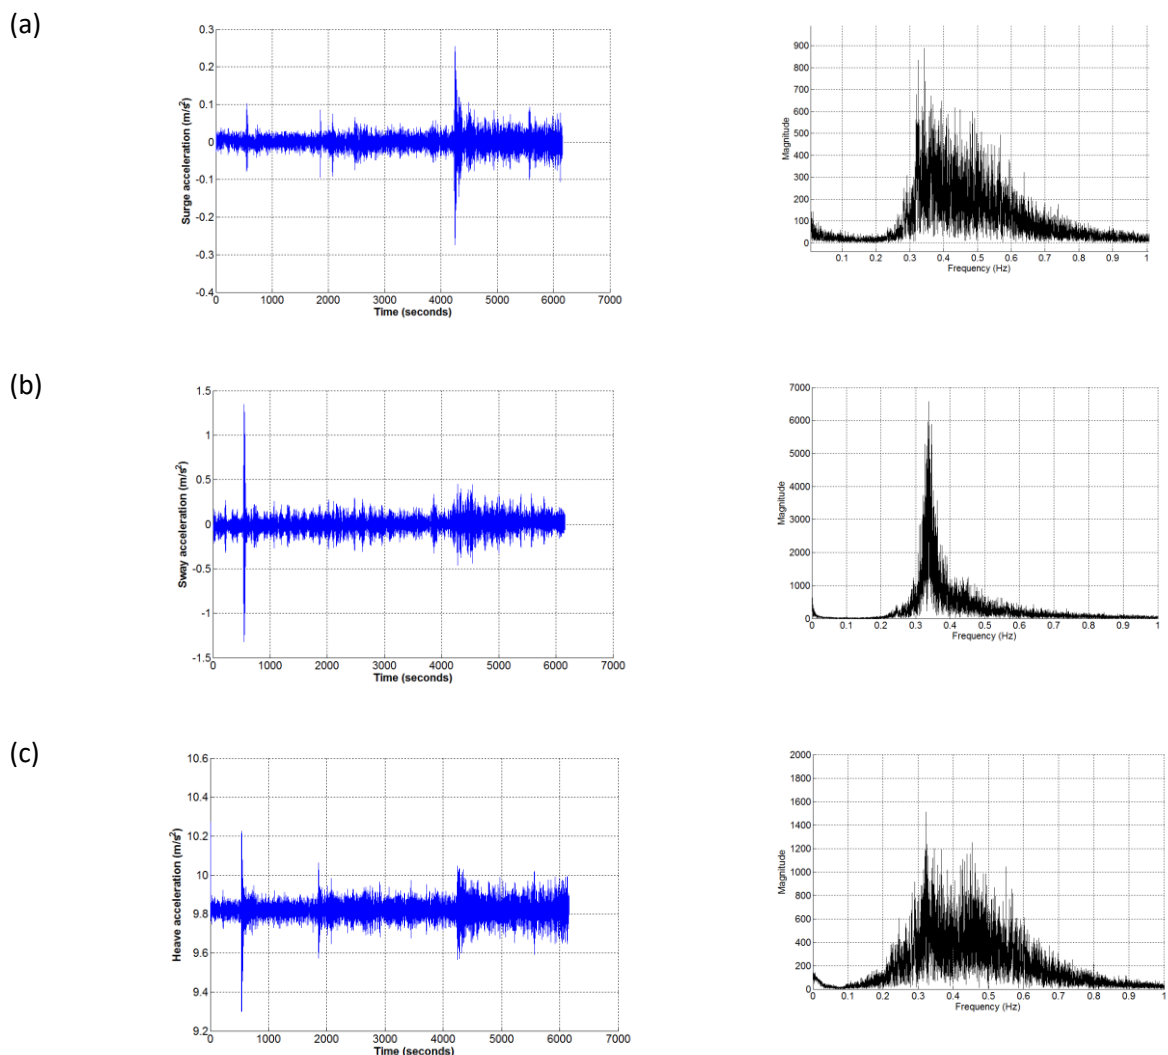 (a)
0.3
0.2
0.1
0
-0.1
-0.2
-0.3
-0.4
Surge acceleration (m/s²)
0 1000 2000 3000 4000 5000 6000 7000
Time (seconds)
900
800
700
600
500
400
300
200
100
0
Magnitude
0.1 0.2 0.3 0.4 0.5 0.6 0.7 0.8 0.9 1
Frequency (Hz)
(b)
1.5
1
0.5
0
-0.5
-1
-1.5
Sway acceleration (m/s²)
0 1000 2000 3000 4000 5000 6000 7000
Time (seconds)
7000
6000
5000
4000
3000
2000
1000
0
Magnitude
0 0.1 0.2 0.3 0.4 0.5 0.6 0.7 0.8 0.9 1
Frequency (Hz)
(c)
10.6
10.4
10.2
10
9.8
9.6
9.4
9.2
Heave acceleration (m/s²)
0 1000 2000 3000 4000 5000 6000 7000
Time (seconds)
2000
1800
1600
1400
1200
1000
800
600
400
200
0
Magnitude
0 0.1 0.2 0.3 0.4 0.5 0.6 0.7 0.8 0.9 1
Frequency (Hz)